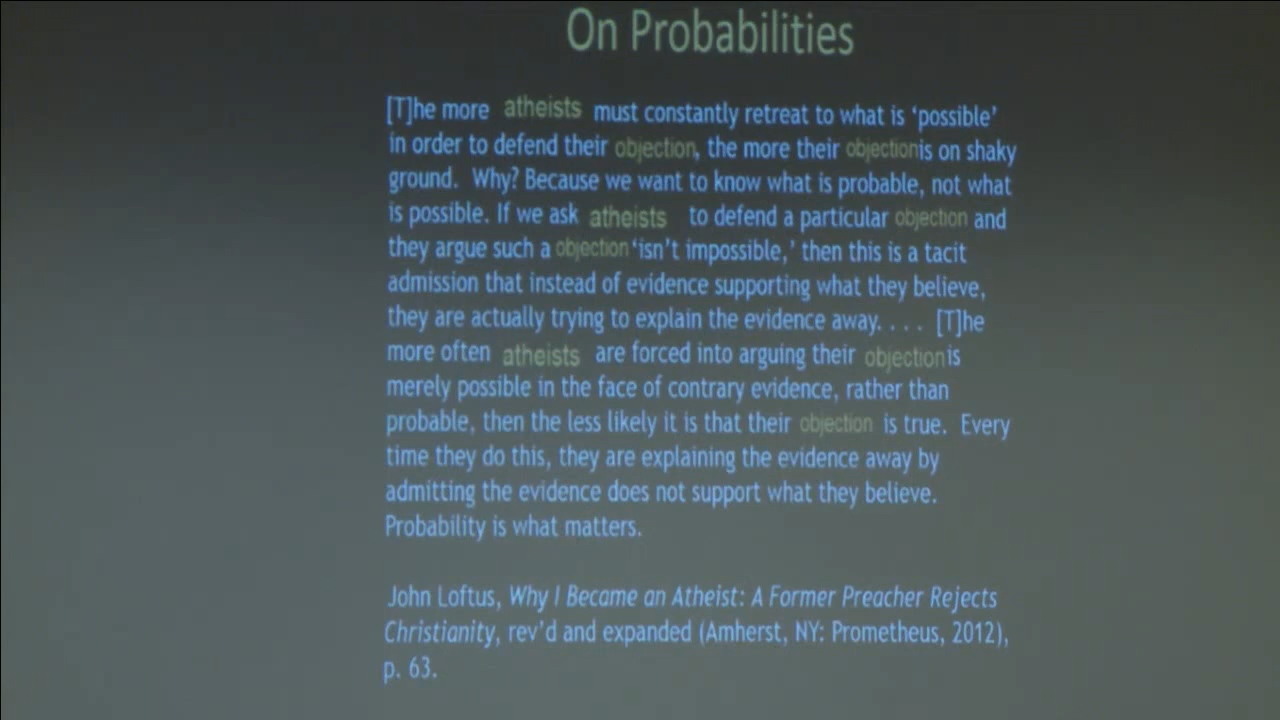 On Probabilities
[T]he more atheists must constantly retreat to what is ‘possible’
in order to defend their objection, the more their objection is on shaky
ground. Why? Because we want to know what is probable, not what
is possible. If we ask atheists to defend a particular objection and
they argue such a objection ‘isn’t impossible,’ then this is a tacit
admission that instead of evidence supporting what they believe,
they are actually trying to explain the evidence away. . . . [T]he
more often atheists are forced into arguing their objection is
merely possible in the face of contrary evidence, rather than
probable, then the less likely it is that their objection is true. Every
time they do this, they are explaining the evidence away by
admitting the evidence does not support what they believe.
Probability is what matters.
John Loftus, Why I Became an Atheist: A Former Preacher Rejects
Christianity, rev’d and expanded (Amherst, NY: Prometheus, 2012),
p. 63.